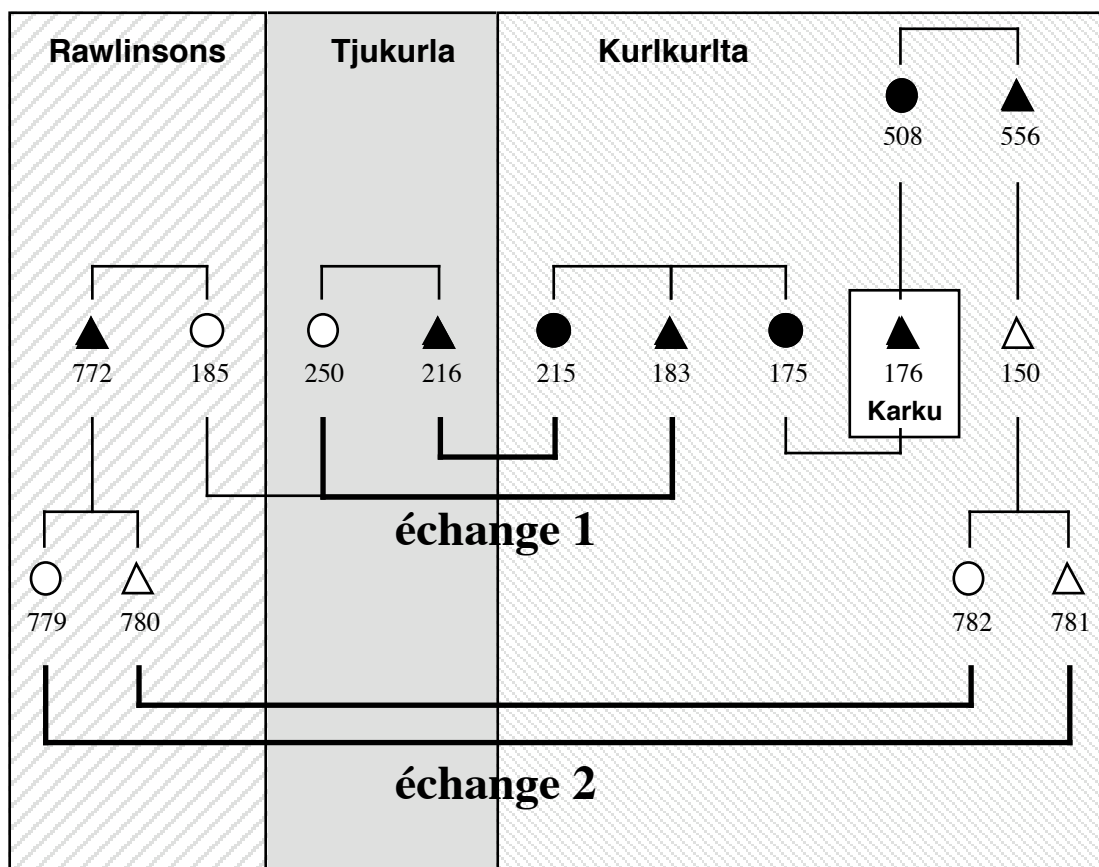 Rawlinsons Tjukurla Kurlkurlta
508 556
772 185 250 216 215 183 175 176 150
Karku
échange 1
779 780 782 781
échange 2